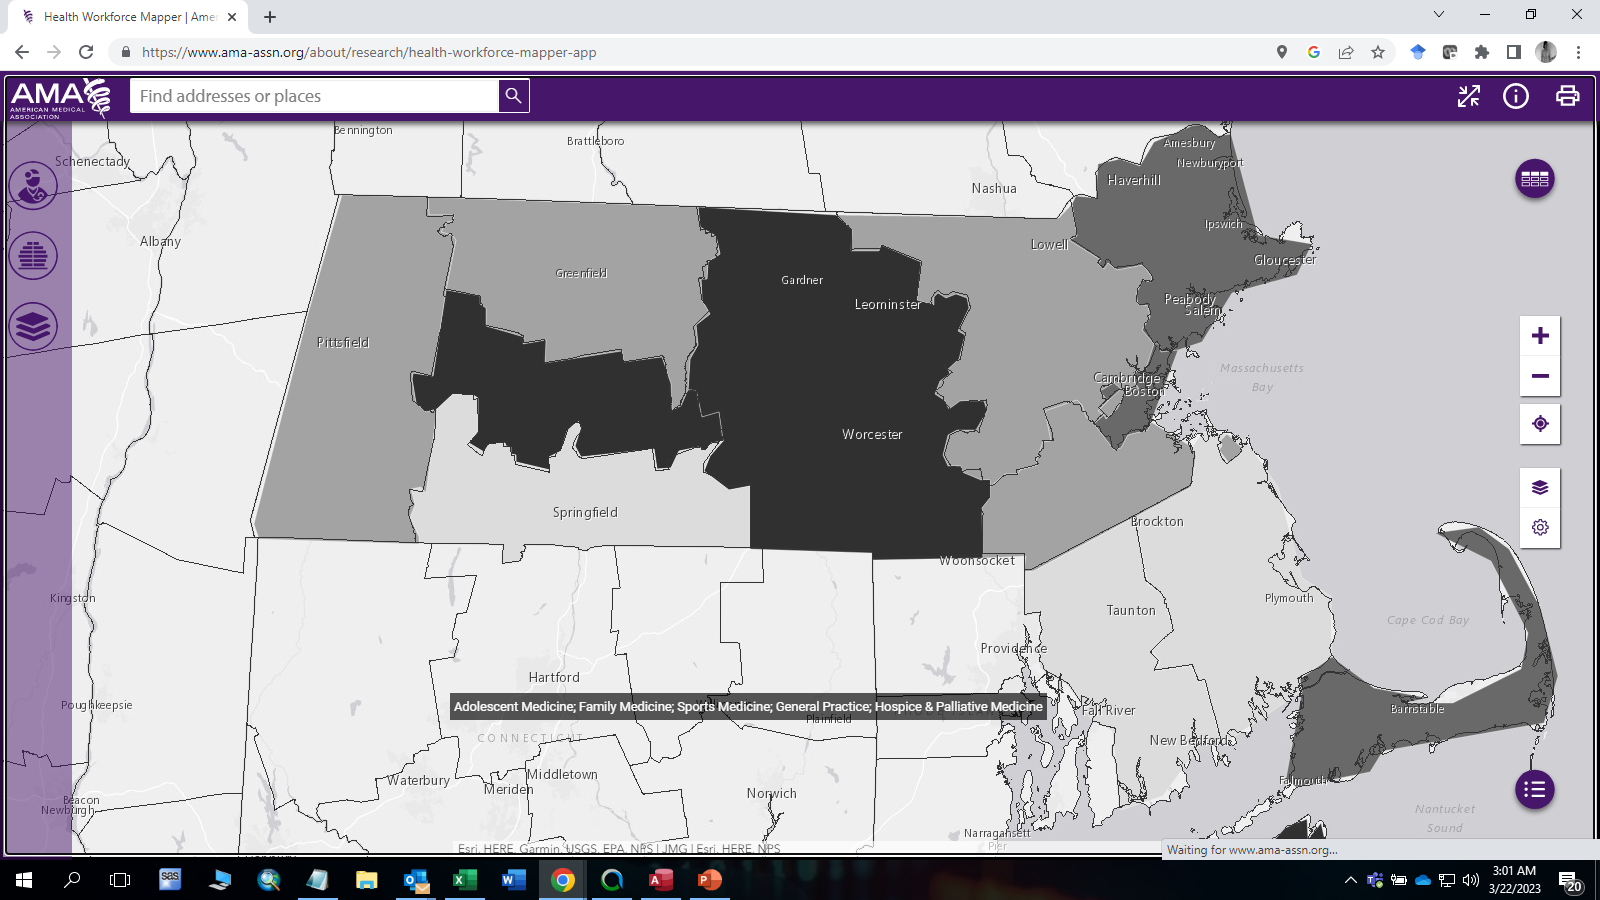 Health Workforce Mapper | Amer
https://www.ama-assn.org/about/research/health-workforce-mapper-app
AMA
AMERICAN MEDICAL
ASSOCIATION
Find addresses or places
Bennington
Brattleboro
Amesbury
Schenectady
Newburyport
Haverhill
Nashua
Ipswich
Albany
Lowell
Gloucester
Greenfield
Gardner
Peabody
Leominster
Salem
Pittsfield
Massachusetts
Bay
Cambridge
Boston
Worcester
Springfield
Brockton
Woonsocket
Kingston
Plymouth
Taunton
Cape Cod Bay
Providence
Hartford
Poughkeepsie
Adolescent Medicine; Family Medicine; Sports Medicine; General Practice; Hospice & Palliative Medicine
Plainfield
Fall River
Barnstable
CONNECTICUT
New Bedford
Middletown
Waterbury
Meriden
Falmouth
Norwich
Beacon
Newburgh
Nantucket
Sound
Narragansett
Pier
Esri, HERE, Garmin, USGS, EPA, NPS | JMG | Esri, HERE, NPS
Waiting for www.ama-assn.org...
sas
3:01 AM
3/22/2023
20